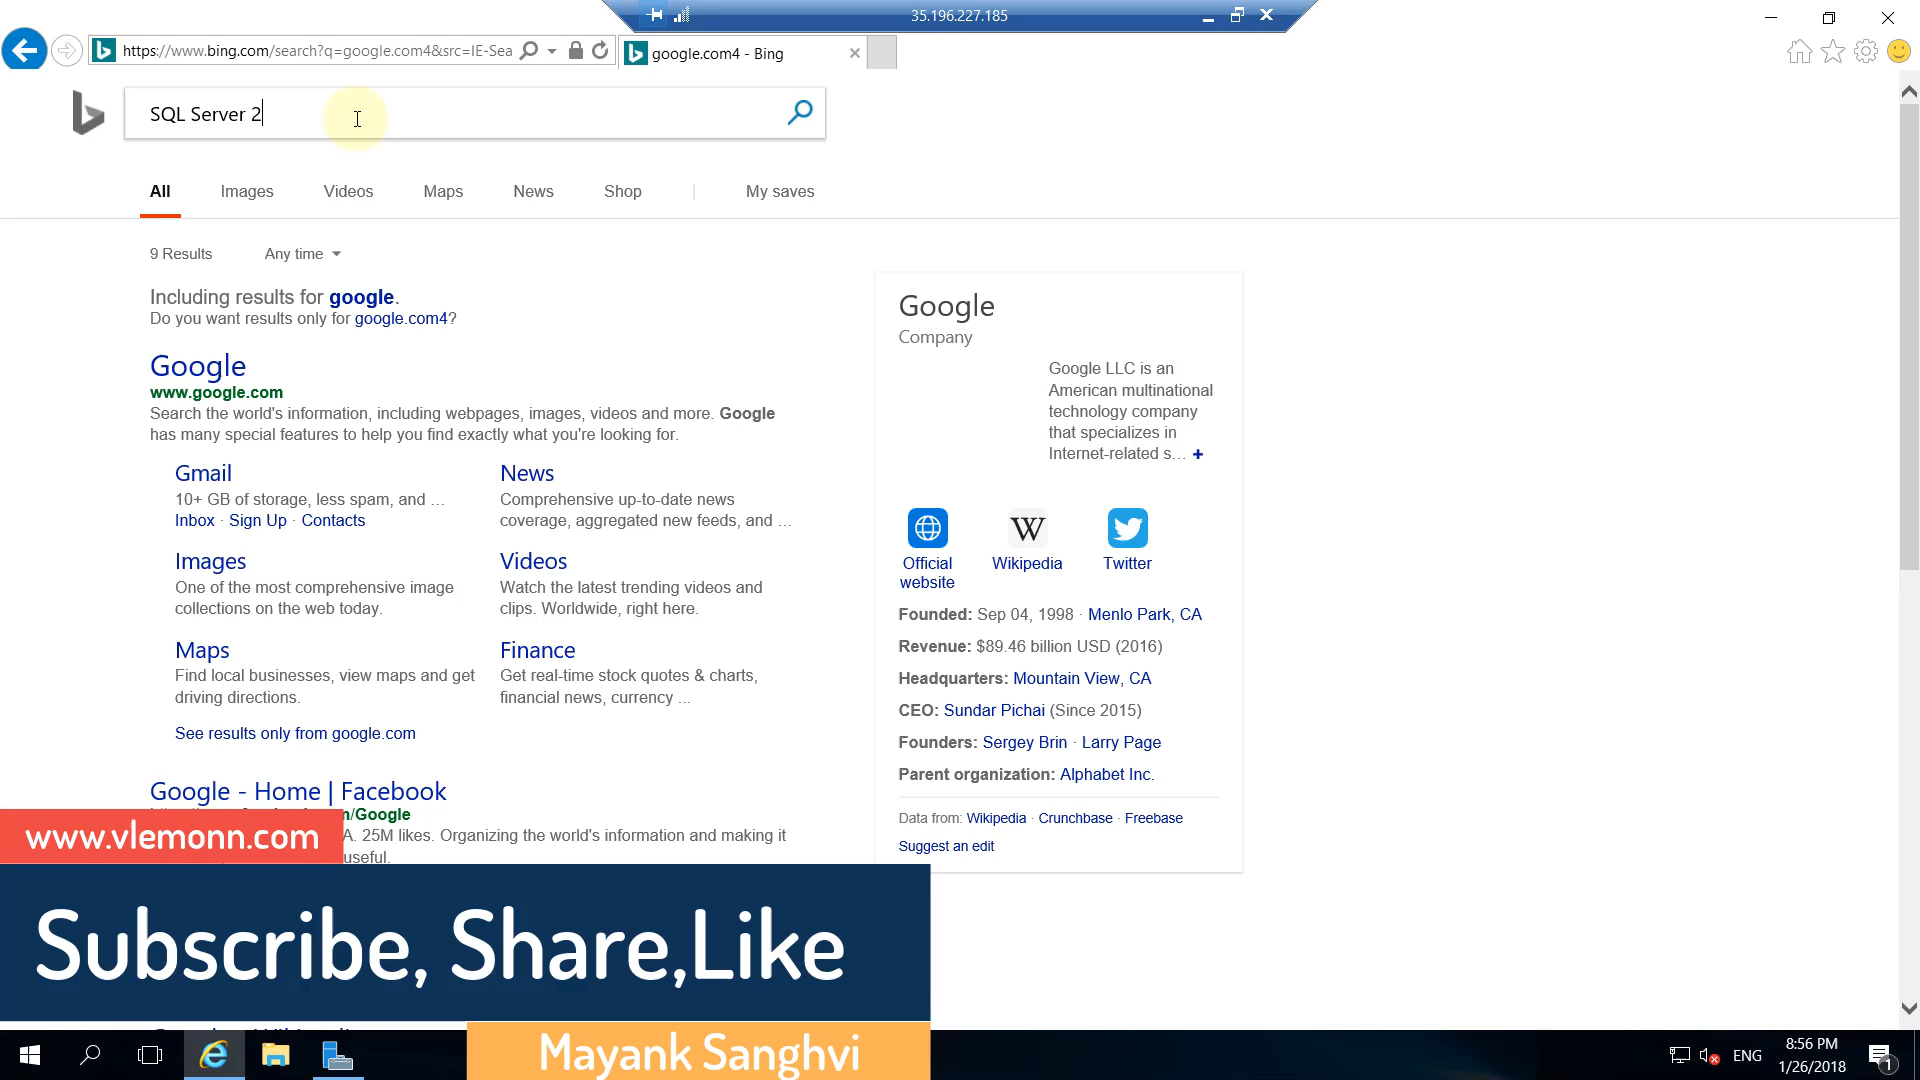 35.196.227.185
https://www.bing.com/search?q=google.com4&src=IE-Sea
google.com4 - Bing
SQL Server 2
All Images Videos Maps News Shop | My saves
9 Results Any time
Including results for google.
Do you want results only for google.com4?
Google
www.google.com
Search the world's information, including webpages, images, videos and more. Google
has many special features to help you find exactly what you're looking for.
Gmail
10+ GB of storage, less spam, and ...
Inbox · Sign Up · Contacts
News
Comprehensive up-to-date news
coverage, aggregated new feeds, and ...
Images
One of the most comprehensive image
collections on the web today.
Videos
Watch the latest trending videos and
clips. Worldwide, right here.
Maps
Find local businesses, view maps and get
driving directions.
Finance
Get real-time stock quotes & charts,
financial news, currency ...
See results only from google.com
Google - Home | Facebook
m/Google
A. 25M likes. Organizing the world's information and making it
useful.
Google
Company
Google LLC is an
American multinational
technology company
that specializes in
Internet-related s... +
Official
website
Wikipedia
Twitter
Founded: Sep 04, 1998 · Menlo Park, CA
Revenue: $89.46 billion USD (2016)
Headquarters: Mountain View, CA
CEO: Sundar Pichai (Since 2015)
Founders: Sergey Brin · Larry Page
Parent organization: Alphabet Inc.
Data from: Wikipedia · Crunchbase · Freebase
Suggest an edit
www.vlemonn.com
Subscribe, Share,Like
Mayank Sanghvi
ENG
8:56 PM
1/26/2018
1